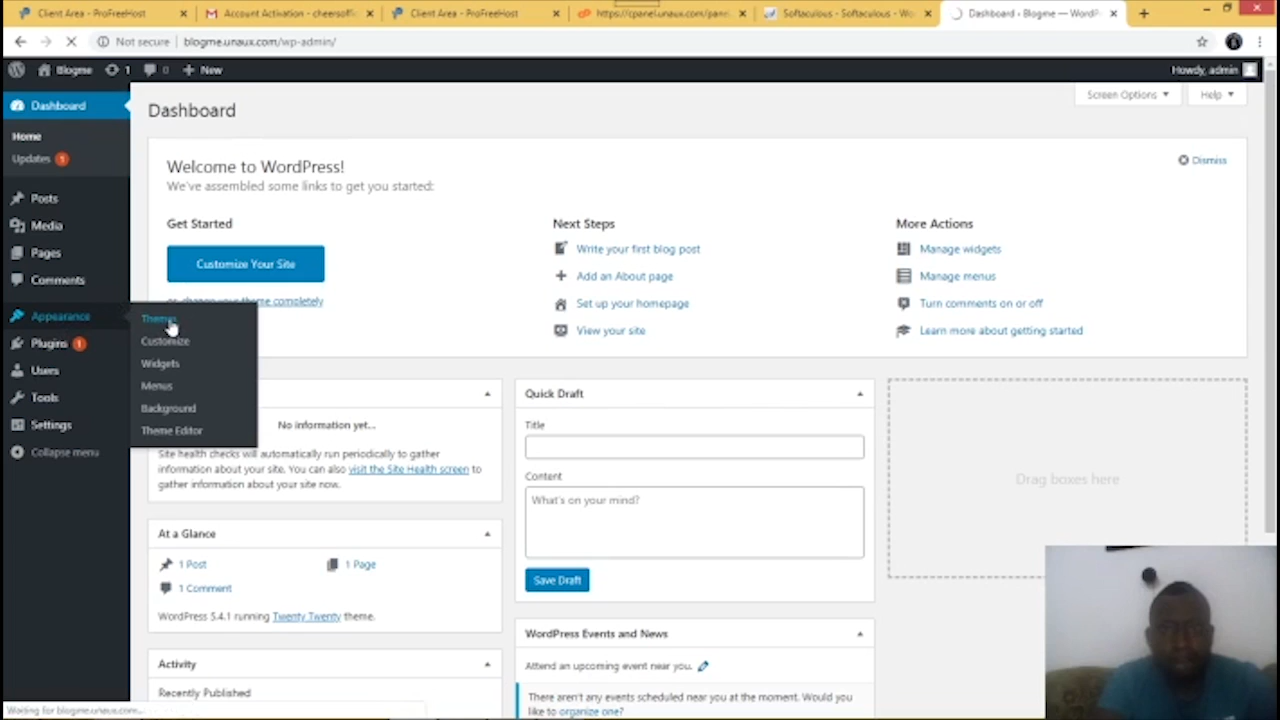 Client Area - ProFreeHost
Account Activation - cheersoffi
Client Area - ProFreeHost
https://cpanel.unaux.com/pane
Softaculous - Softaculous - Wo
Dashboard ‹ Blogme — WordP
Not secure | blogme.unaux.com/wp-admin/
Blogme 1 0 + New
Howdy, admin
Dashboard
Home
Updates 1
Posts
Media
Pages
Comments
Appearance
Plugins 1
Users
Tools
Settings
Collapse menu
Themes
Customize
Widgets
Menus
Background
Theme Editor
Dashboard
Screen Options
Help
Welcome to WordPress!
We've assembled some links to get you started:
Dismiss
Get Started
Customize Your Site
or, change your theme completely
Next Steps
Write your first blog post
Add an About page
Set up your homepage
View your site
More Actions
Manage widgets
Manage menus
Turn comments on or off
Learn more about getting started
No information yet...
Site health checks will automatically run periodically to gather
information about your site. You can also visit the Site Health screen to
gather information about your site now.
At a Glance
1 Post
1 Page
1 Comment
WordPress 5.4.1 running Twenty Twenty theme.
Activity
Recently Published
Quick Draft
Title
Content
What's on your mind?
Save Draft
WordPress Events and News
Attend an upcoming event near you.
There aren't any events scheduled near you at the moment. Would you
like to organize one?
Drag boxes here
Waiting for blogme.unaux.com...